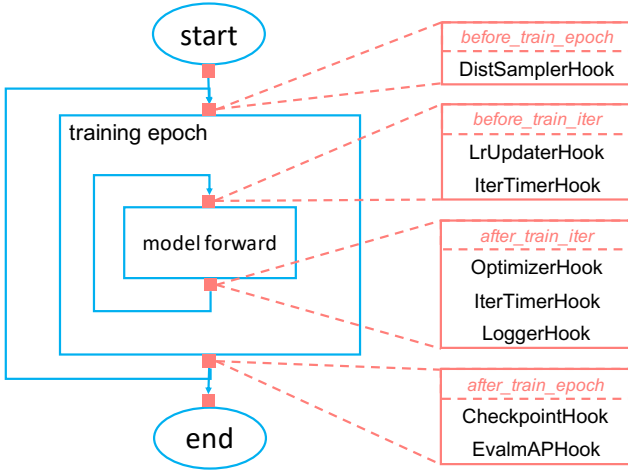 start
training epoch
model forward
end
before_train_epoch
DistSamplerHook
before_train_iter
LrUpdaterHook
IterTimerHook
after_train_iter
OptimizerHook
IterTimerHook
LoggerHook
after_train_epoch
CheckpointHook
EvalmAPHook